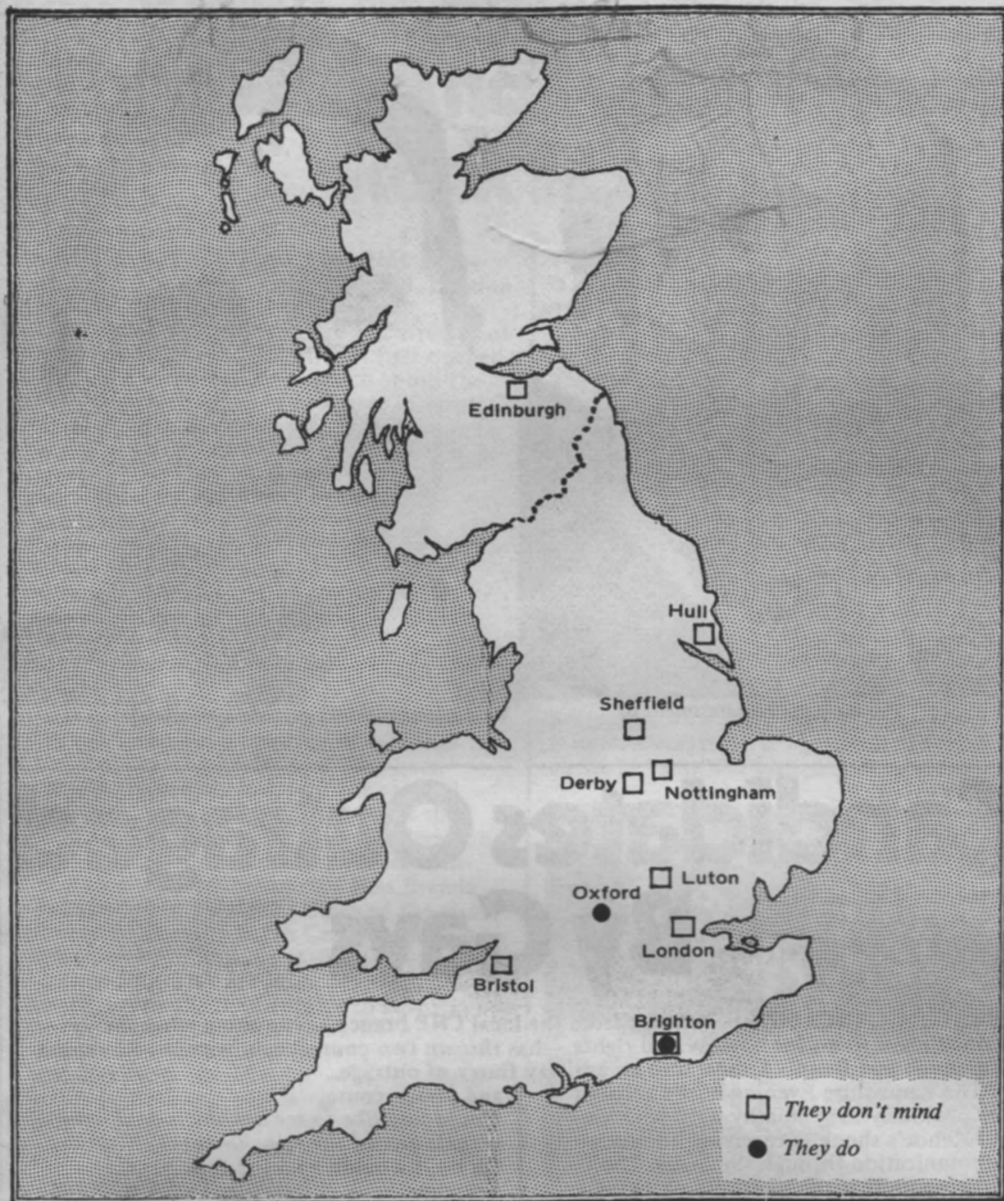 Edinburgh
Hull
Sheffield
Derby
Nottingham
Luton
Oxford
London
Bristol
Brighton
They don't mind
They do